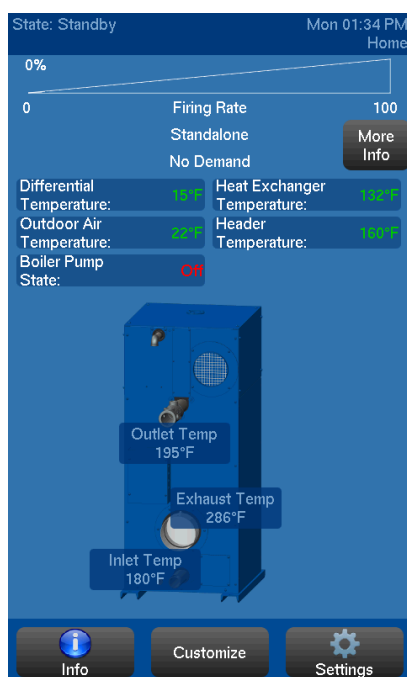 State: Standby
Mon 01:34 PM
Home
0%
0
Firing Rate
100
Standalone
No Demand
More
Info
Differential
Temperature:
15°F
Heat Exchanger
Temperature:
132°F
Outdoor Air
Temperature:
22°F
Header
Temperature:
160°F
Boiler Pump
State:
Off
Outlet Temp
195°F
Exhaust Temp
286°F
Inlet Temp
180°F
Info
Customize
Settings